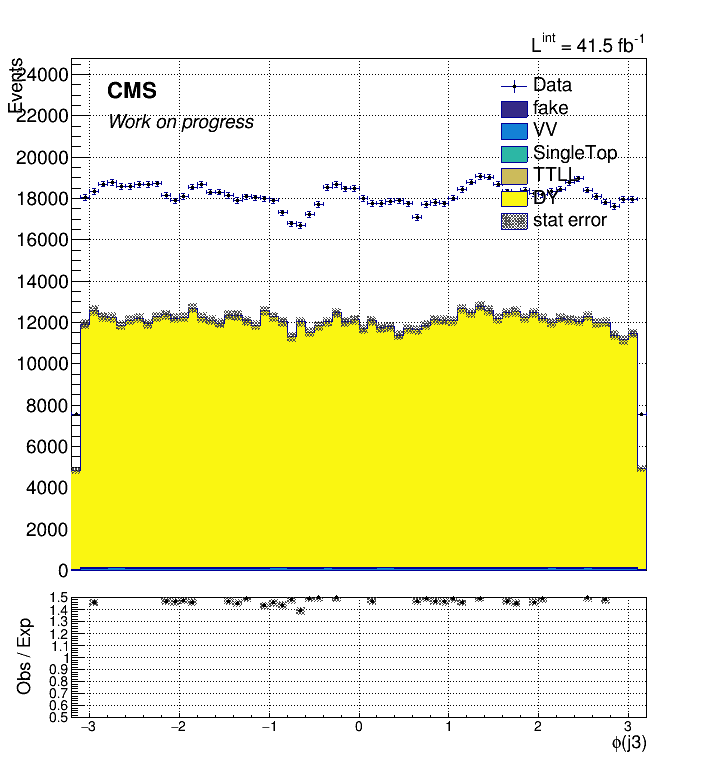 L^int = 41.5 fb^-1
Events
CMS
Work on progress
Data
fake
VV
SingleTop
TTLL
DY
stat error
24000
22000
20000
18000
16000
14000
12000
10000
8000
6000
4000
2000
0
Obs / Exp
1.5
1.4
1.3
1.2
1.1
1
0.9
0.8
0.7
0.6
0.5
−3 −2 −1 0 1 2 3
ϕ(j3)